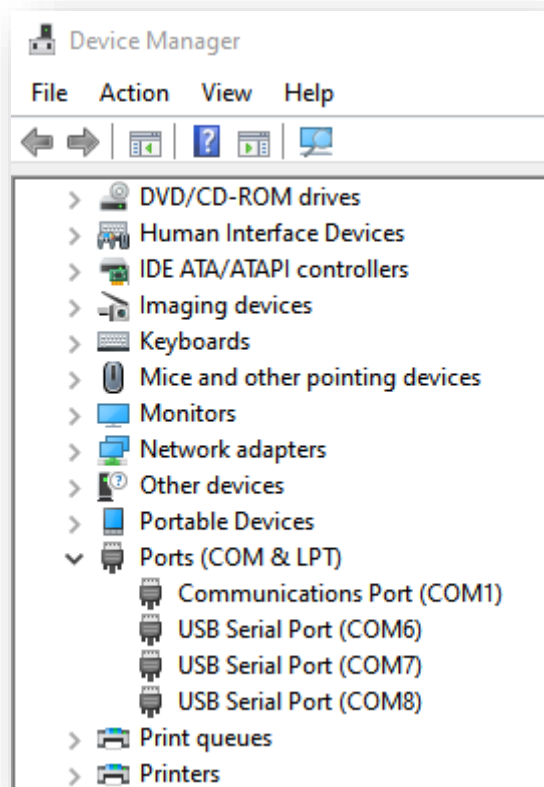 Device Manager
File Action View Help
DVD/CD-ROM drives
Human Interface Devices
IDE ATA/ATAPI controllers
Imaging devices
Keyboards
Mice and other pointing devices
Monitors
Network adapters
Other devices
Portable Devices
Ports (COM & LPT)
Communications Port (COM1)
USB Serial Port (COM6)
USB Serial Port (COM7)
USB Serial Port (COM8)
Print queues
Printers